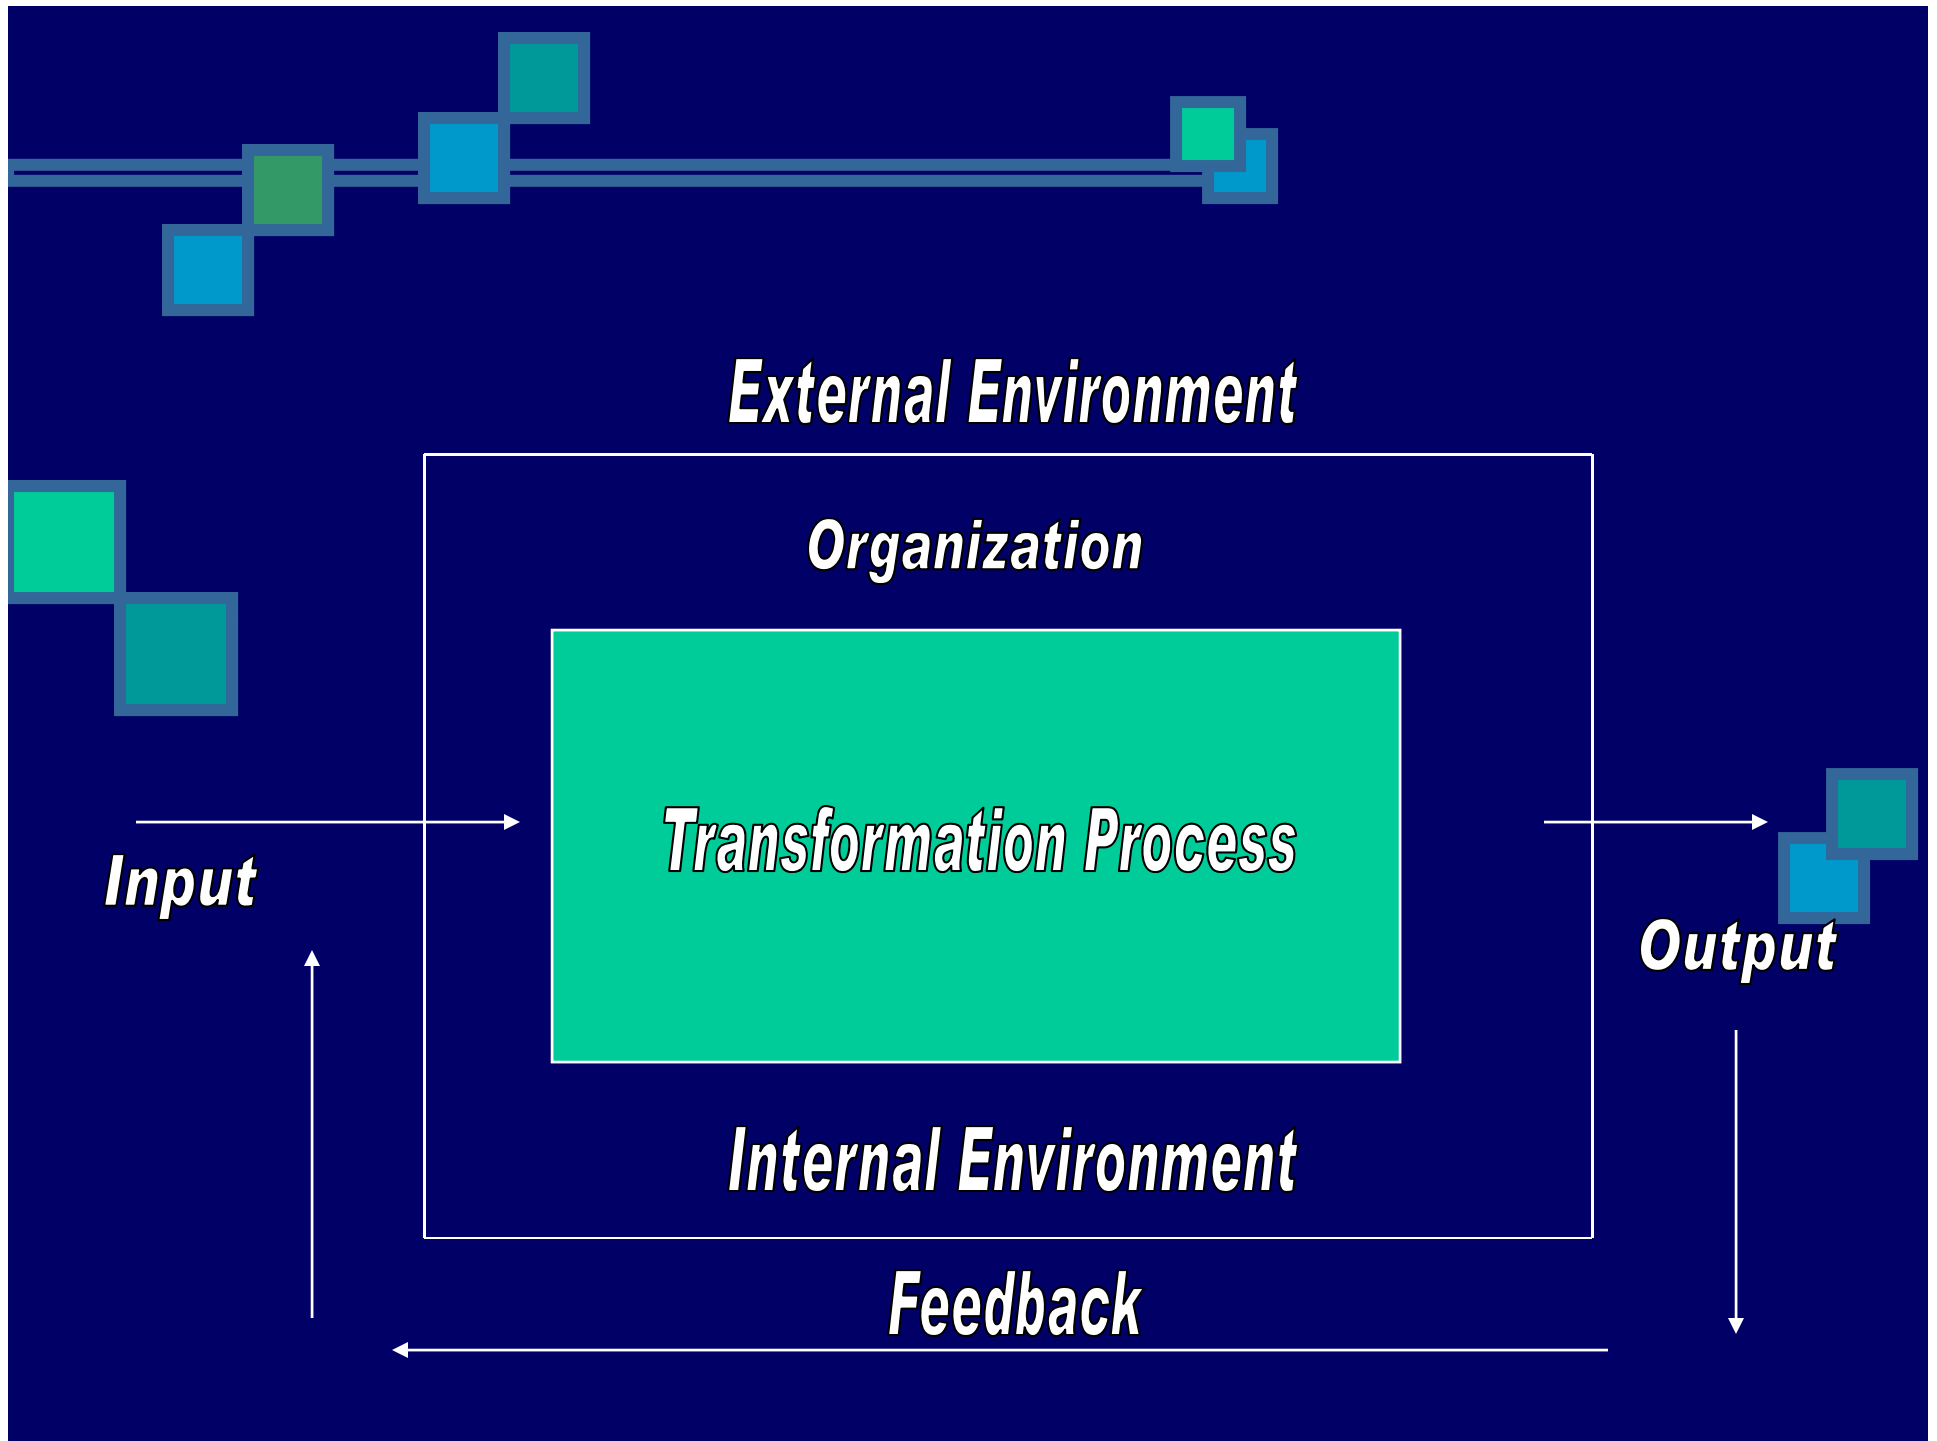 External Environment
Organization
Transformation Process
Input
Output
Internal Environment
Feedback